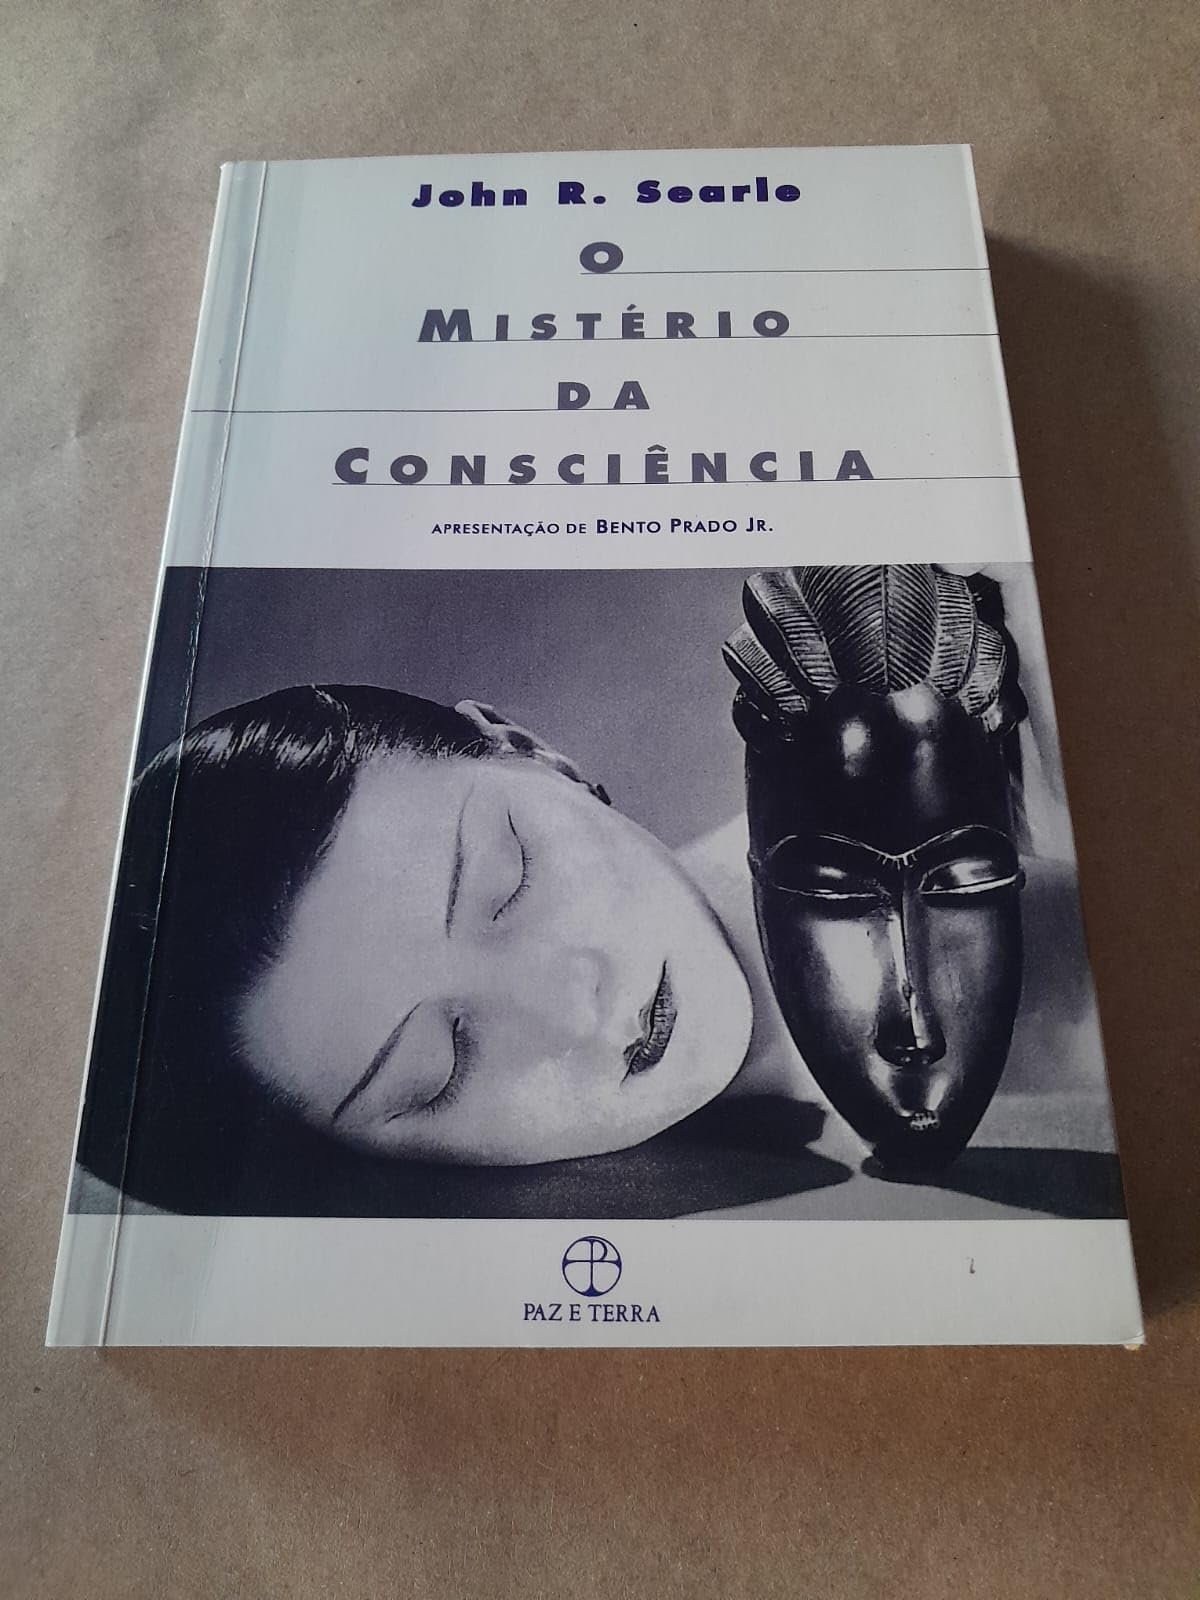 John R. Searle
O
MISTÉRIO
DA
CONSCIÊNCIA
APRESENTAÇÃO DE BENTO PRADO JR.
PAZ E TERRA